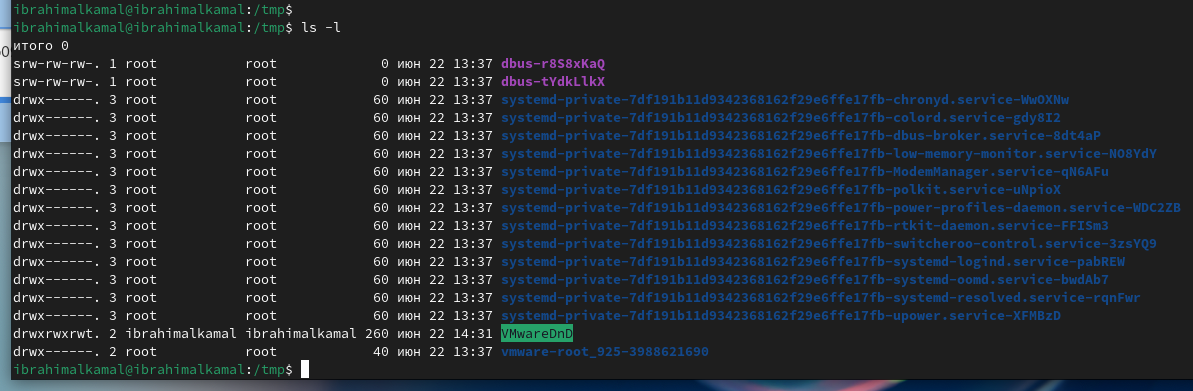 ibrahimalkamal@ibrahimalkamal:/tmp$
ibrahimalkamal@ibrahimalkamal:/tmp$ ls -l
итого 0
srw-rw-rw-. 1 root           root             0 июн 22 13:37 dbus-r8S8xKaQ
srw-rw-rw-. 1 root           root             0 июн 22 13:37 dbus-tYdkLlkX
drwx------. 3 root           root            60 июн 22 13:37 systemd-private-7df191b11d9342368162f29e6ffe17fb-chronyd.service-WwOXNw
drwx------. 3 root           root            60 июн 22 13:37 systemd-private-7df191b11d9342368162f29e6ffe17fb-colord.service-gdy8I2
drwx------. 3 root           root            60 июн 22 13:37 systemd-private-7df191b11d9342368162f29e6ffe17fb-dbus-broker.service-8dt4aP
drwx------. 3 root           root            60 июн 22 13:37 systemd-private-7df191b11d9342368162f29e6ffe17fb-low-memory-monitor.service-NO8YdY
drwx------. 3 root           root            60 июн 22 13:37 systemd-private-7df191b11d9342368162f29e6ffe17fb-ModemManager.service-qN6AFu
drwx------. 3 root           root            60 июн 22 13:37 systemd-private-7df191b11d9342368162f29e6ffe17fb-polkit.service-uNpioX
drwx------. 3 root           root            60 июн 22 13:37 systemd-private-7df191b11d9342368162f29e6ffe17fb-power-profiles-daemon.service-WDC2ZB
drwx------. 3 root           root            60 июн 22 13:37 systemd-private-7df191b11d9342368162f29e6ffe17fb-rtkit-daemon.service-FFISm3
drwx------. 3 root           root            60 июн 22 13:37 systemd-private-7df191b11d9342368162f29e6ffe17fb-switcheroo-control.service-3zsYQ9
drwx------. 3 root           root            60 июн 22 13:37 systemd-private-7df191b11d9342368162f29e6ffe17fb-systemd-logind.service-pabREW
drwx------. 3 root           root            60 июн 22 13:37 systemd-private-7df191b11d9342368162f29e6ffe17fb-systemd-oomd.service-bwdAb7
drwx------. 3 root           root            60 июн 22 13:37 systemd-private-7df191b11d9342368162f29e6ffe17fb-systemd-resolved.service-rqnFwr
drwx------. 3 root           root            60 июн 22 13:37 systemd-private-7df191b11d9342368162f29e6ffe17fb-upower.service-XFMBzD
drwxrwxrwt. 2 ibrahimalkamal ibrahimalkamal 260 июн 22 14:31 VMwareDnD
drwx------. 2 root           root            40 июн 22 13:37 vmware-root_925-3988621690
ibrahimalkamal@ibrahimalkamal:/tmp$